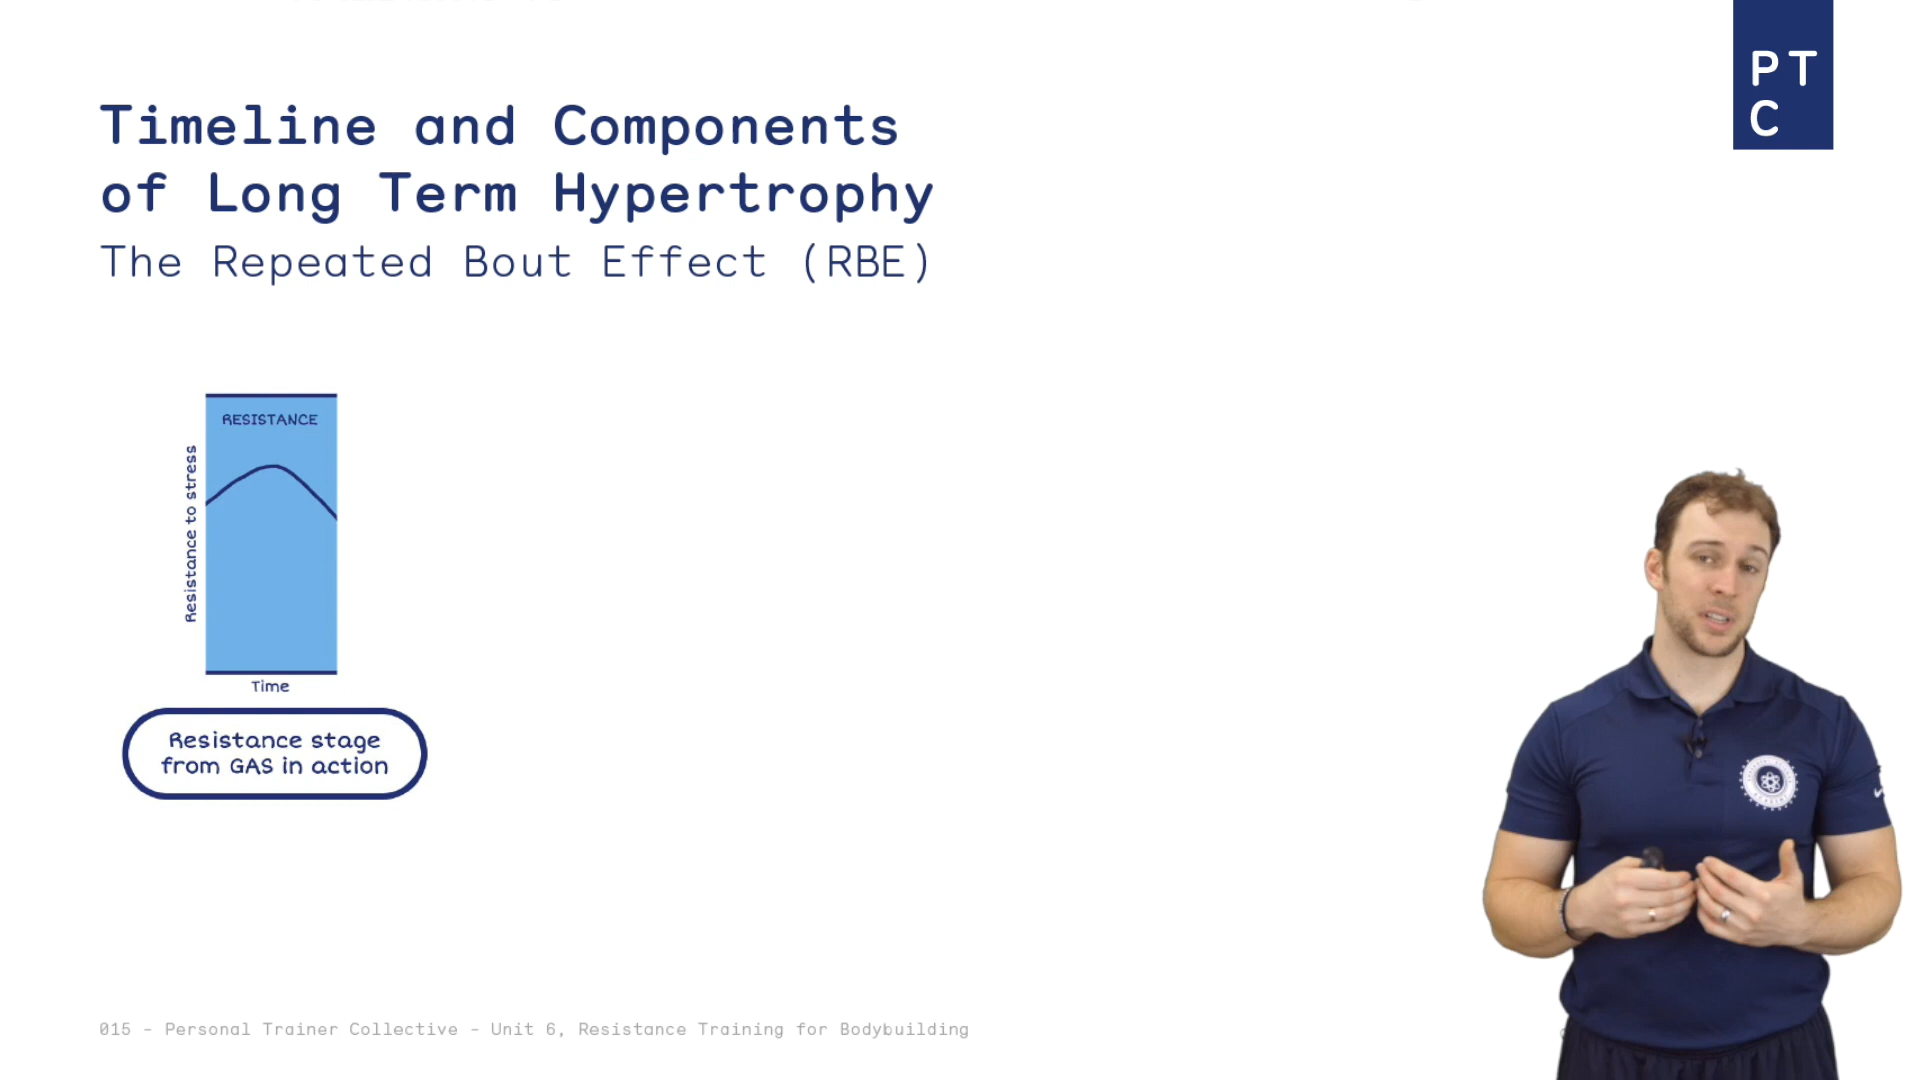 PT
C
Timeline and Components
of Long Term Hypertrophy
The Repeated Bout Effect (RBE)
RESISTANCE
Resistance to stress
Time
Resistance stage
from GAS in action
015 - Personal Trainer Collective - Unit 6, Resistance Training for Bodybuilding